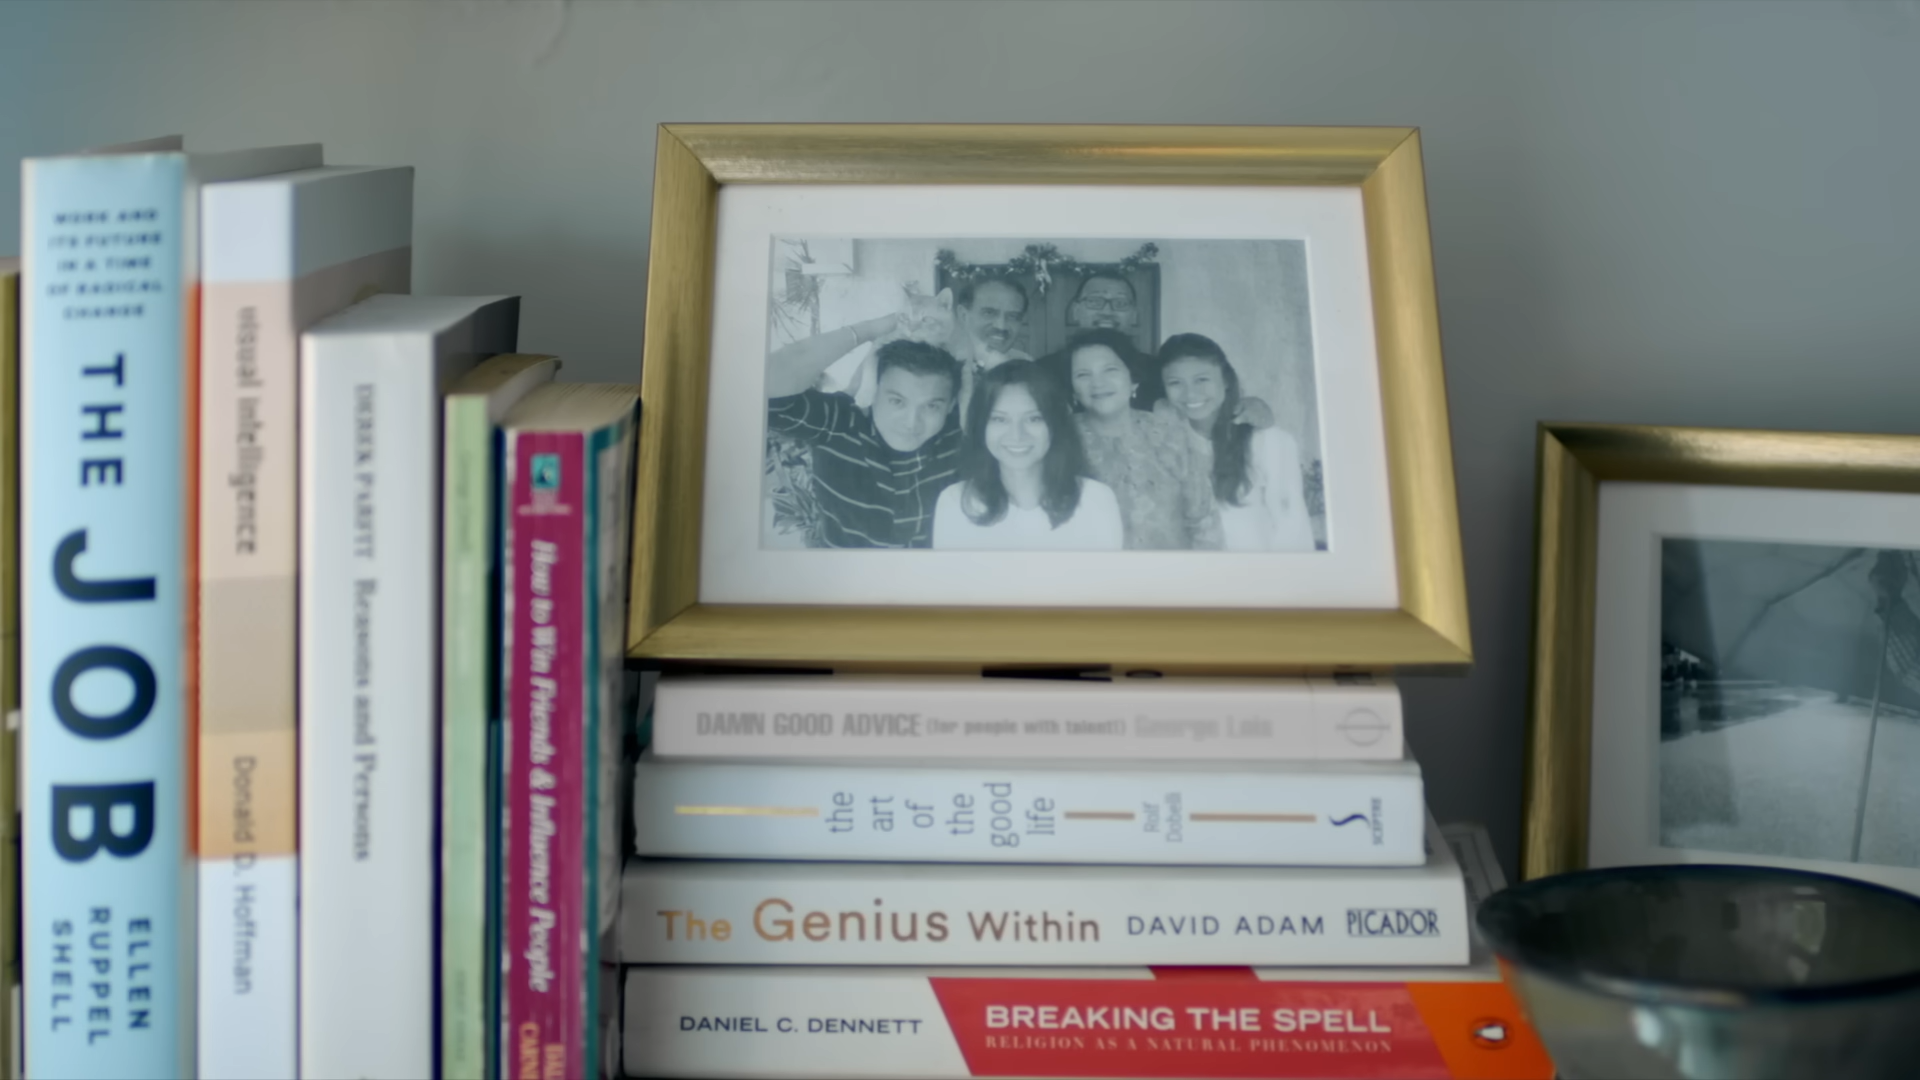 WORK AND
ITS FUTURE
IN A TIME
OF RADICAL
CHANGE
THE JOB
ELLEN
RUPPEL
SHELL
visual intelligence
Donald D. Hoffman
DEREK PARFIT Reasons and Persons
How to Win Friends & Influence People
DAMN GOOD ADVICE (for people with talent!) George Lois
the
art
of
the
good
life
Rolf
Dobelli
SCEPTRE
The Genius Within DAVID ADAM PICADOR
DANIEL C. DENNETT BREAKING THE SPELL
RELIGION AS A NATURAL PHENOMENON